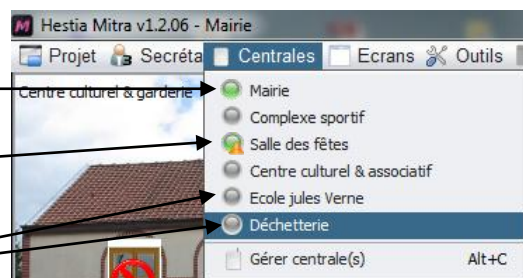 Hestia Mitra v1.2.06 - Mairie
Projet Secréta Centrales Ecrans Outils
Centre culturel & garderie
Mairie
Complexe sportif
Salle des fêtes
Centre culturel & associatif
Ecole jules Verne
Déchetterie
Gérer centrale(s) Alt+C